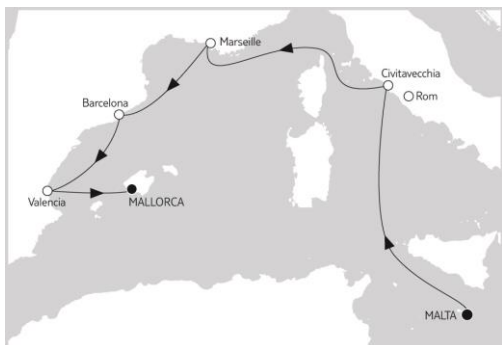 Marseille
Civitavecchia
Rom
Barcelona
Valencia
MALLORCA
MALTA